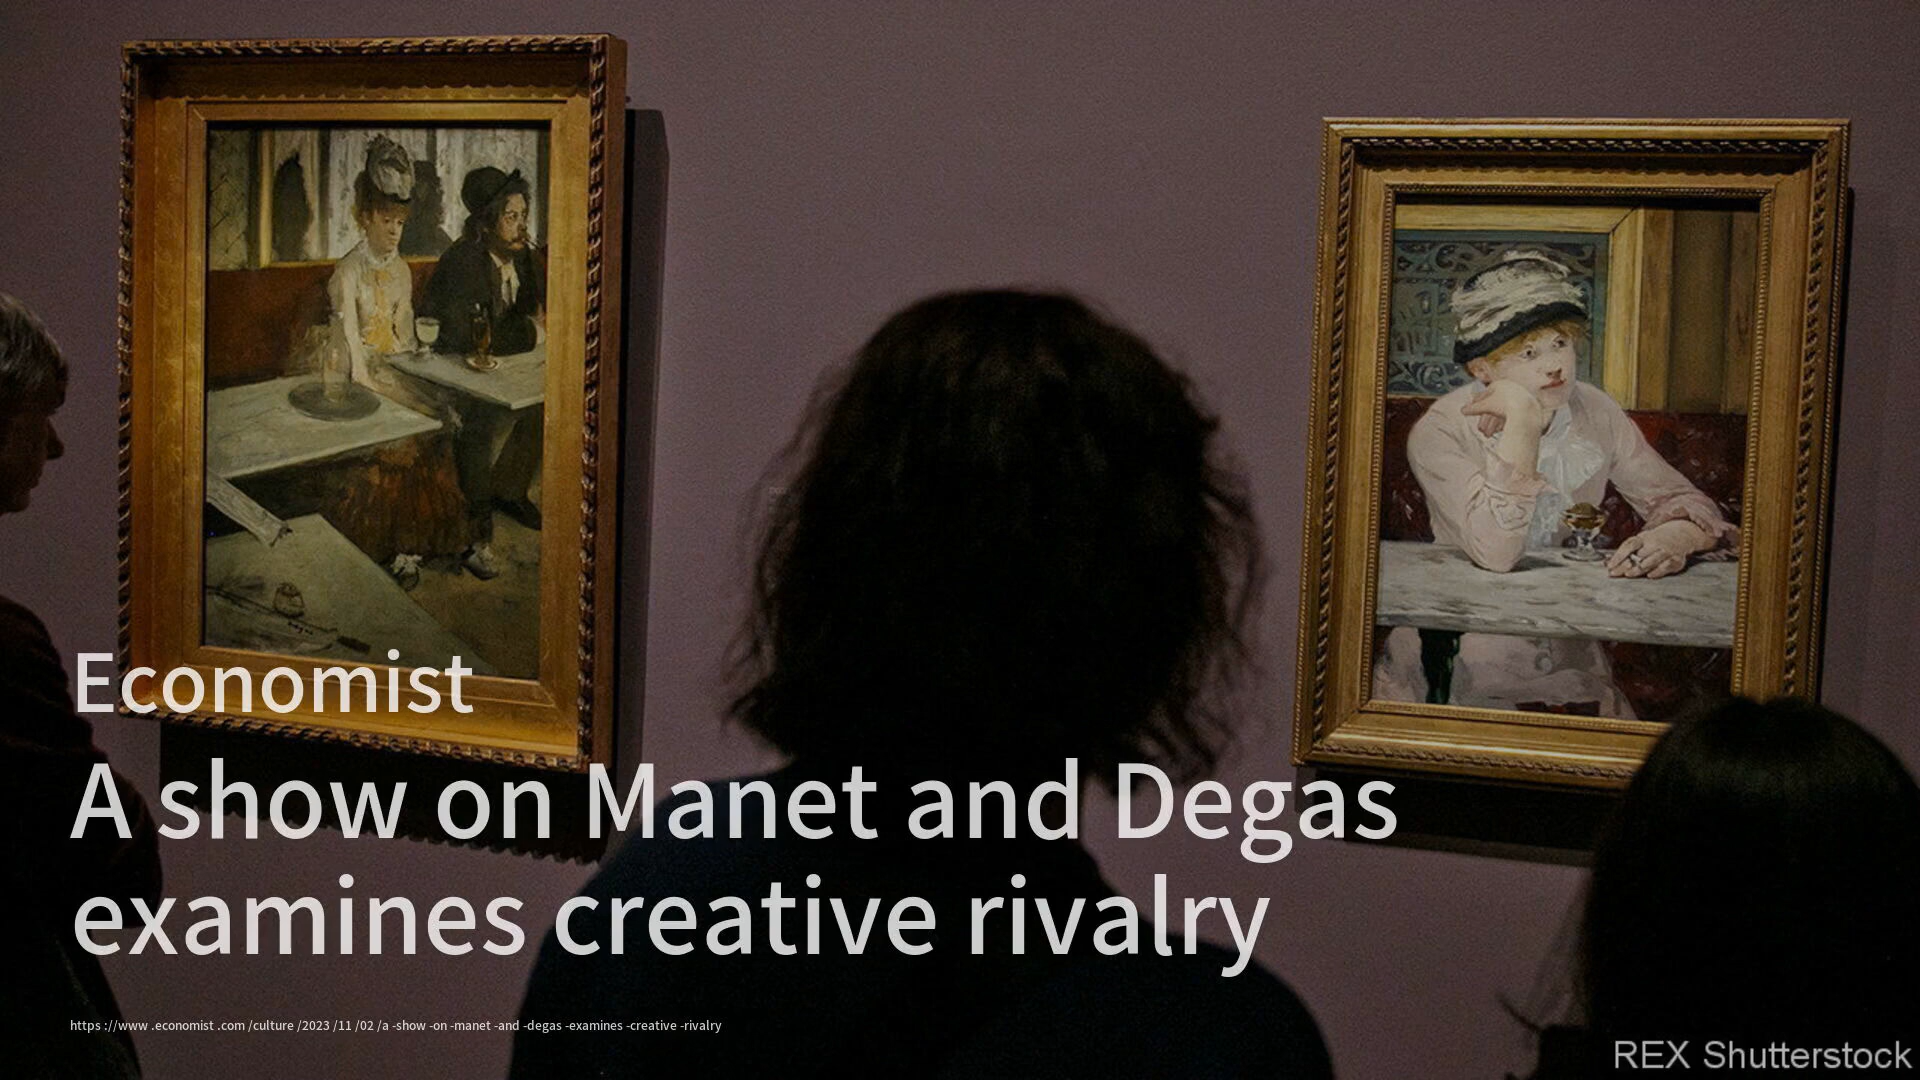 Economist
A show on Manet and Degas
examines creative rivalry
https ://www .economist .com /culture /2023 /11 /02 /a -show -on -manet -and -degas -examines -creative -rivalry
REX Shutterstock